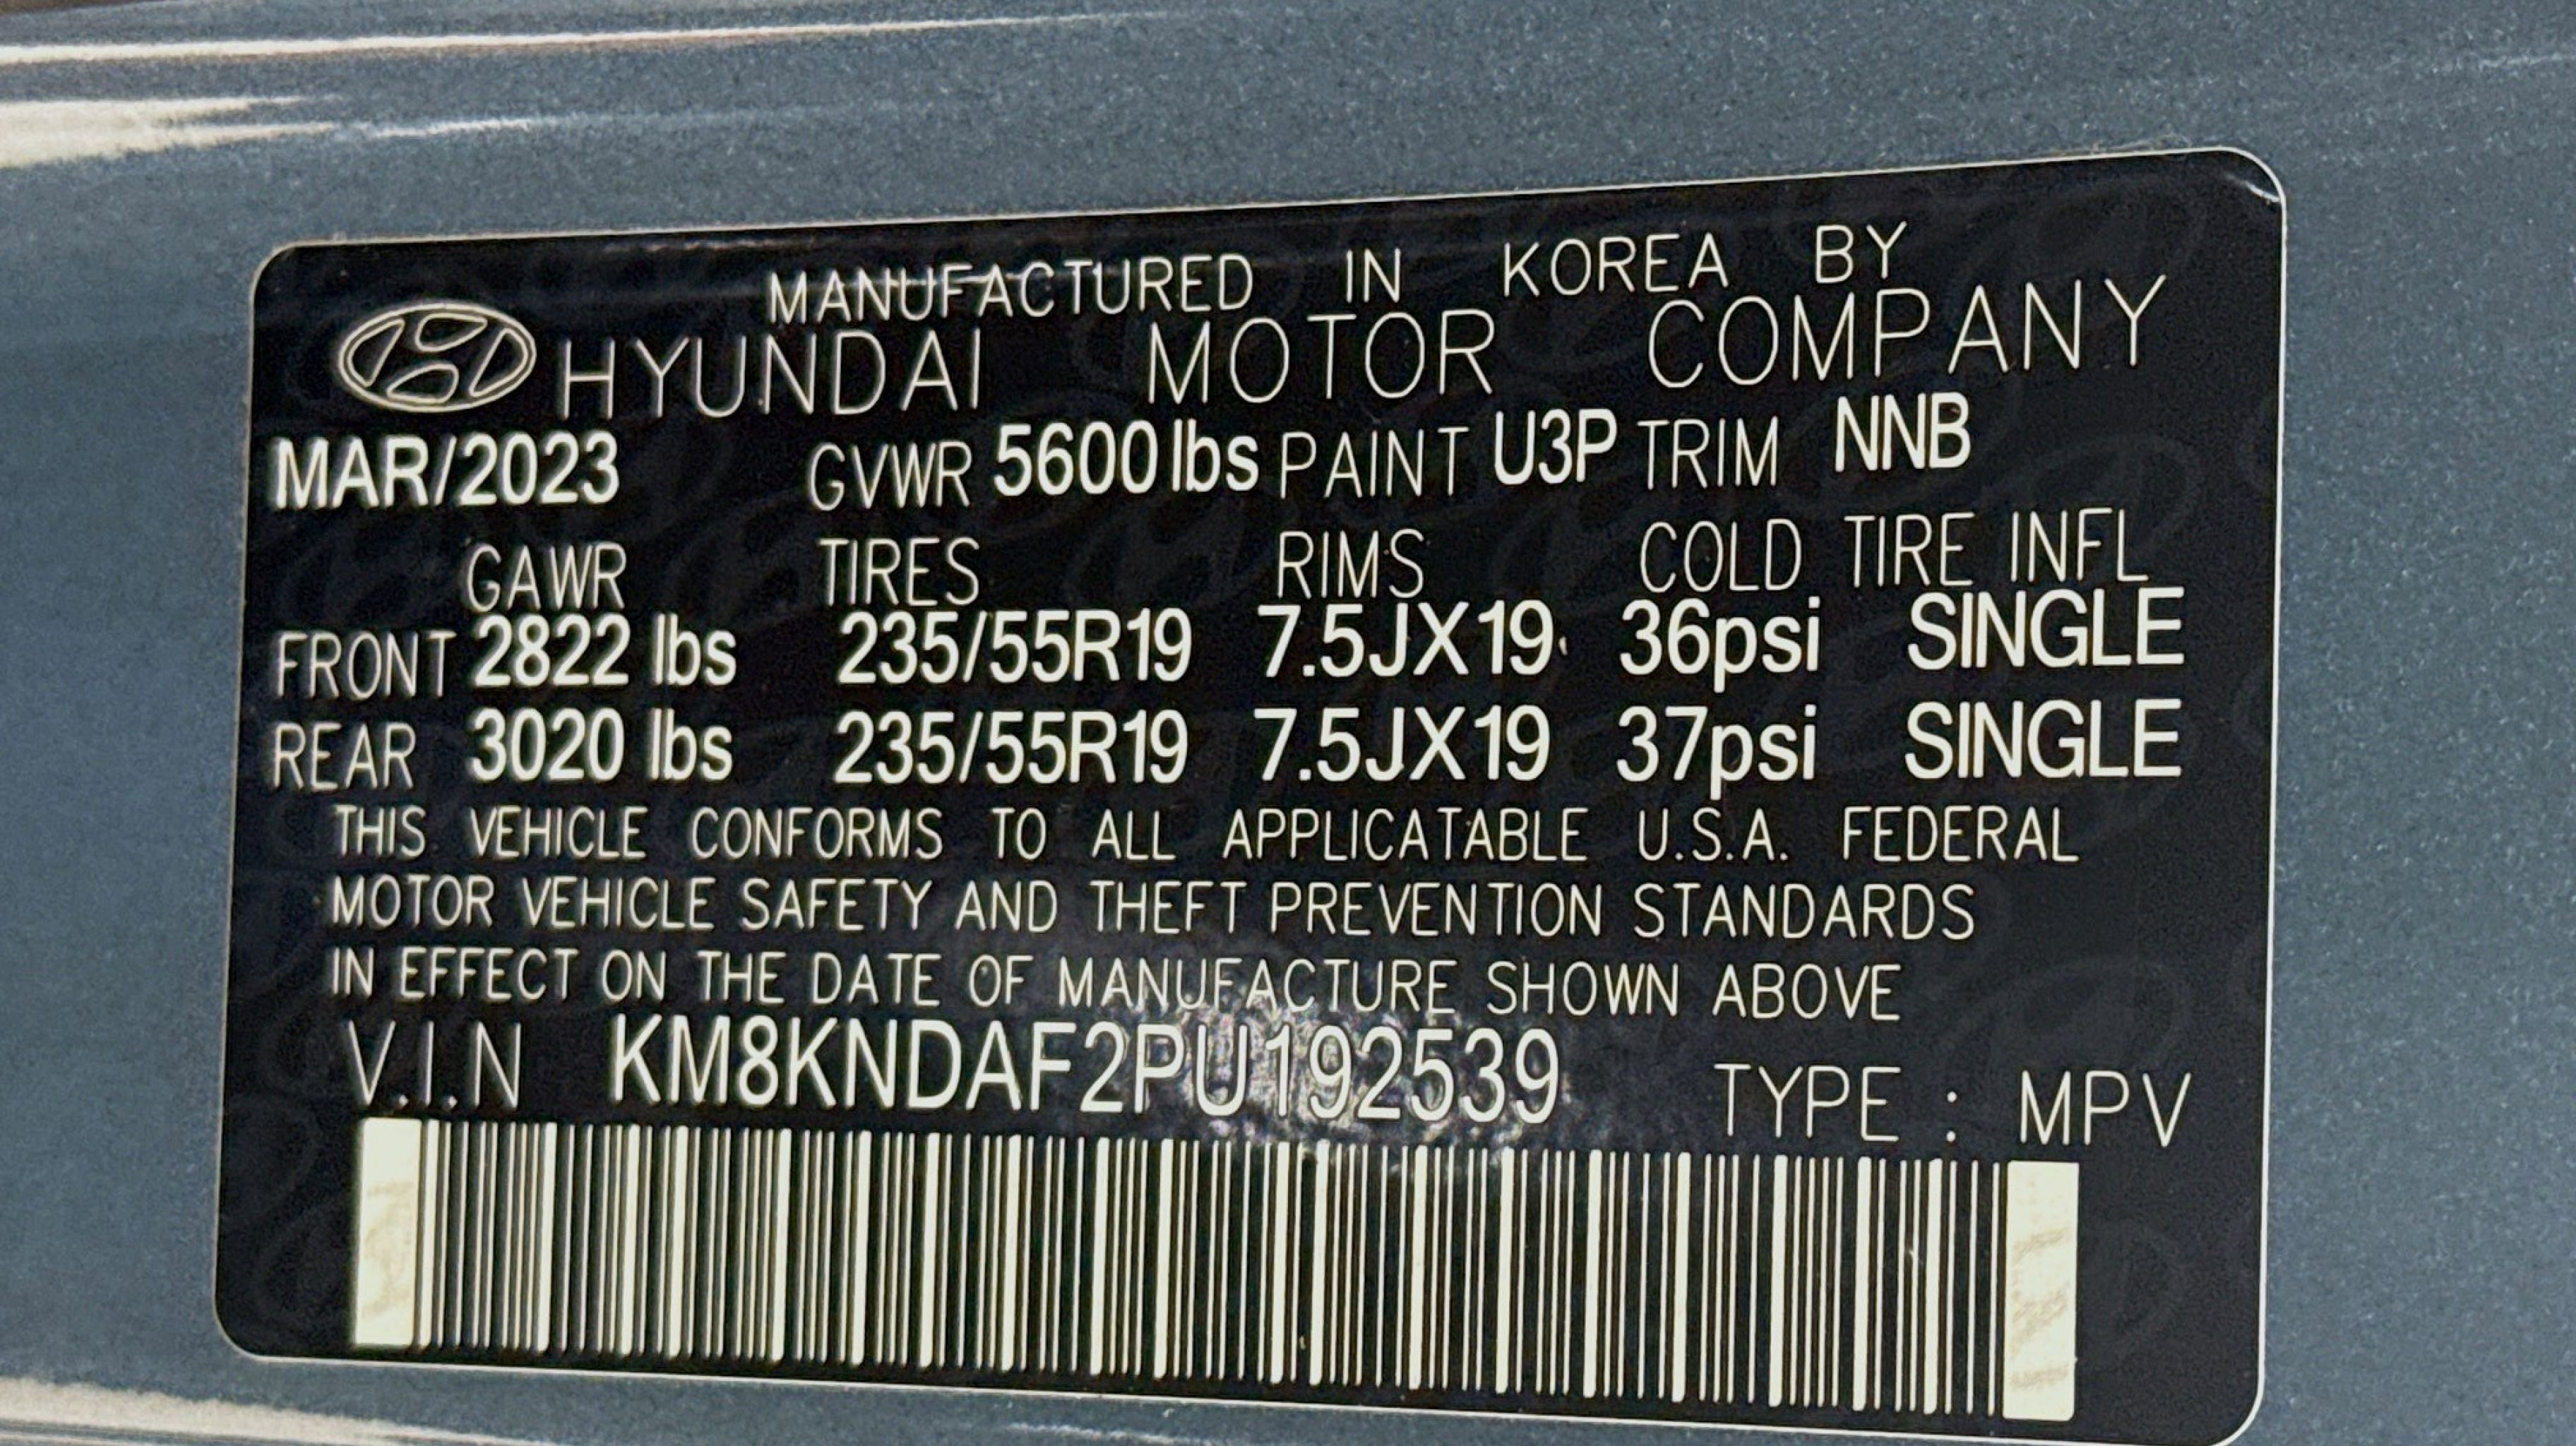 MANUFACTURED IN KOREA BY
HYUNDAI MOTOR COMPANY
MAR/2023 GVWR 5600 lbs PAINT U3P TRIM NNB
GAWR TIRES RIMS COLD TIRE INFL
FRONT 2822 lbs 235/55R19 7.5JX19 36psi SINGLE
REAR 3020 lbs 235/55R19 7.5JX19 37psi SINGLE
THIS VEHICLE CONFORMS TO ALL APPLICATABLE U.S.A. FEDERAL
MOTOR VEHICLE SAFETY AND THEFT PREVENTION STANDARDS
IN EFFECT ON THE DATE OF MANUFACTURE SHOWN ABOVE
V.I.N KM8KNDAF2PU192539 TYPE : MPV